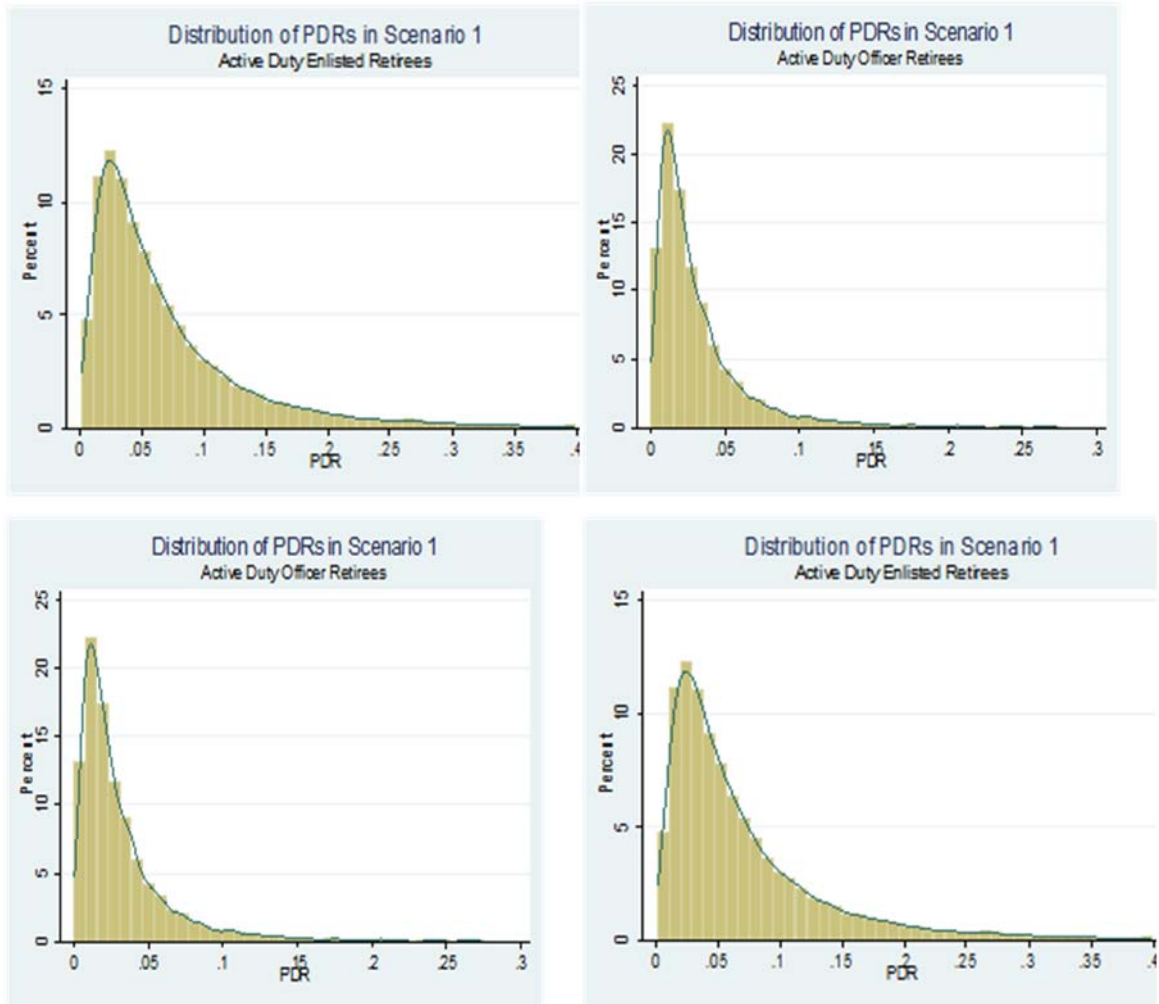 Distribution of PDRs in Scenario 1
Active Duty Enlisted Retirees
Percent
15
10
5
0
0 .05 .1 .15 .2 .25 .3 .35 .4
PDR
Distribution of PDRs in Scenario 1
Active Duty Officer Retirees
Percent
25
20
15
10
5
0
0 .05 .1 .15 .2 .25 .3
PDR
Distribution of PDRs in Scenario 1
Active Duty Officer Retirees
Percent
25
20
15
10
5
0
0 .05 .1 .15 .2 .25 .3
PDR
Distribution of PDRs in Scenario 1
Active Duty Enlisted Retirees
Percent
15
10
5
0
0 .05 .1 .15 .2 .25 .3 .35 .4
PDR